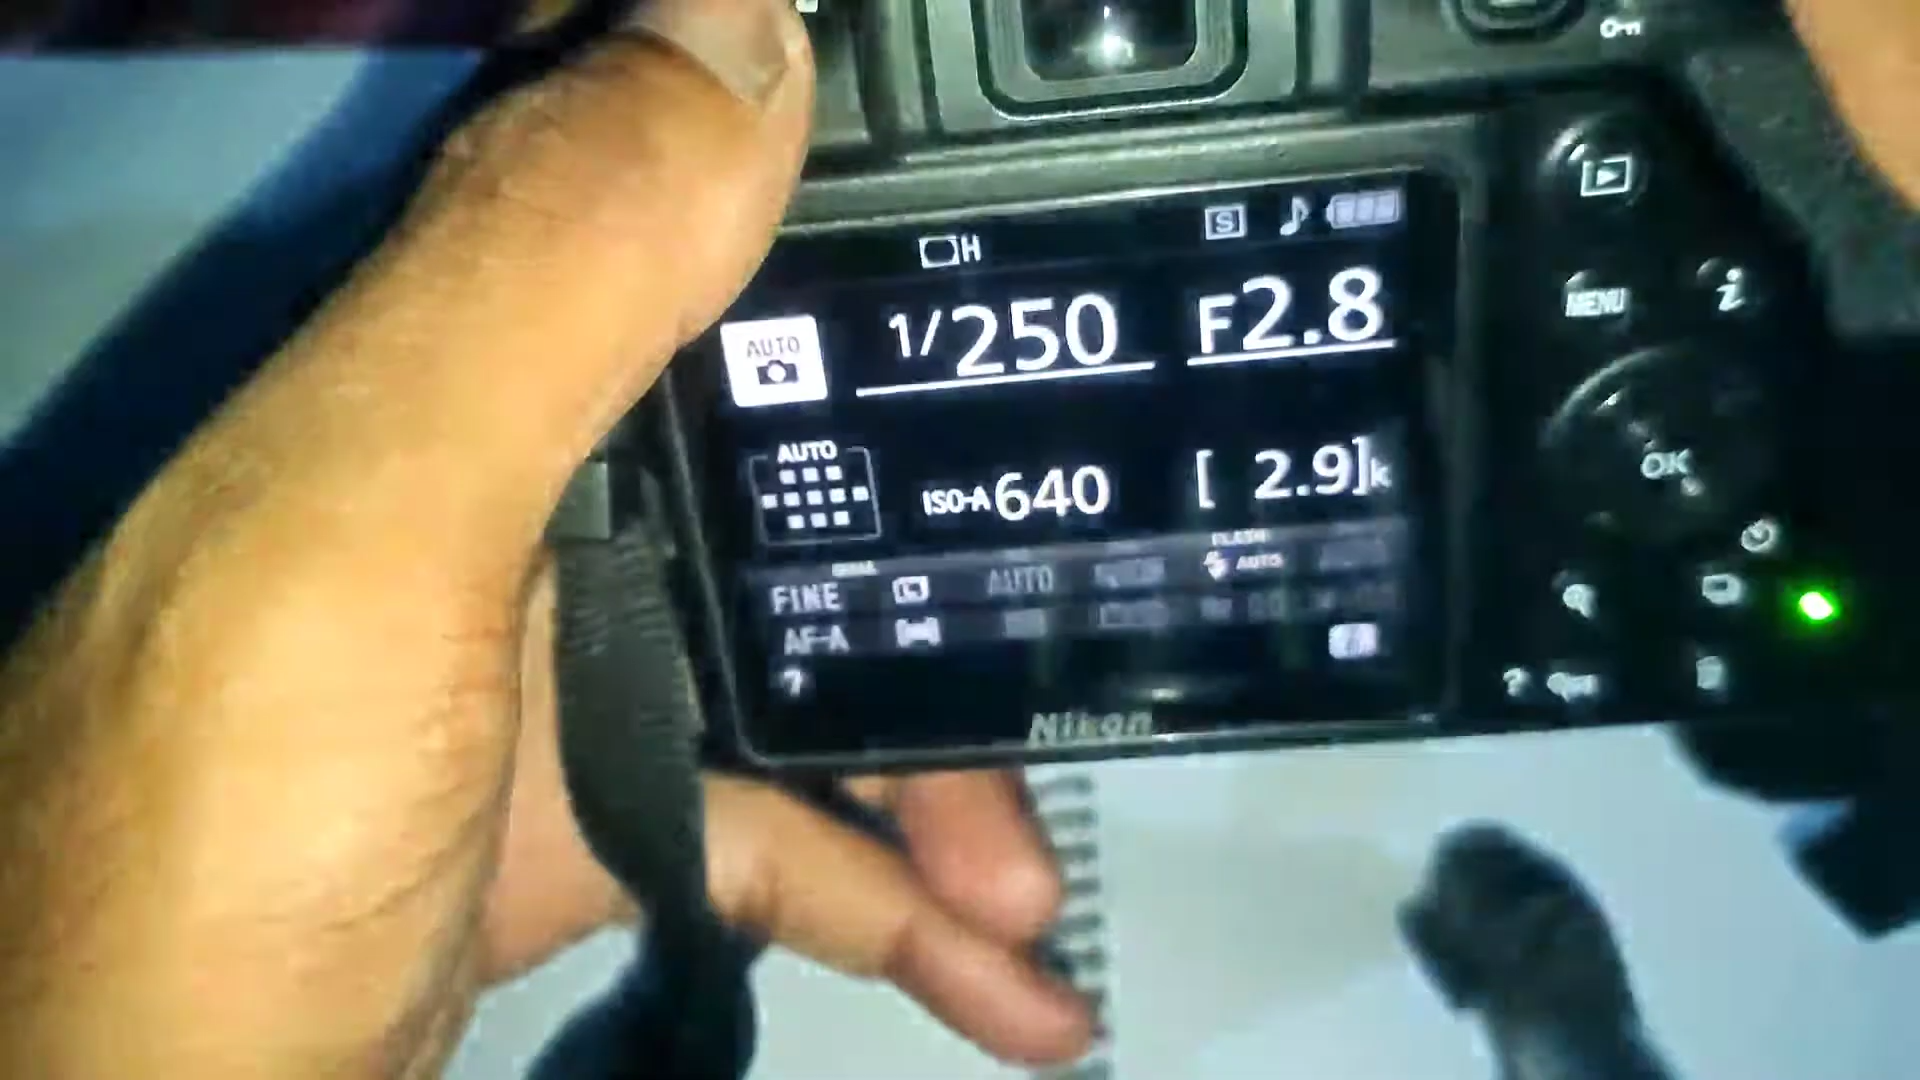 H S
AUTO 1/250 F2.8
AUTO ISO-A 640 [ 2.9]k
FLASH
FINE L AUTO AUTO
AF-A
?
Nikon
MENU i
OK
?